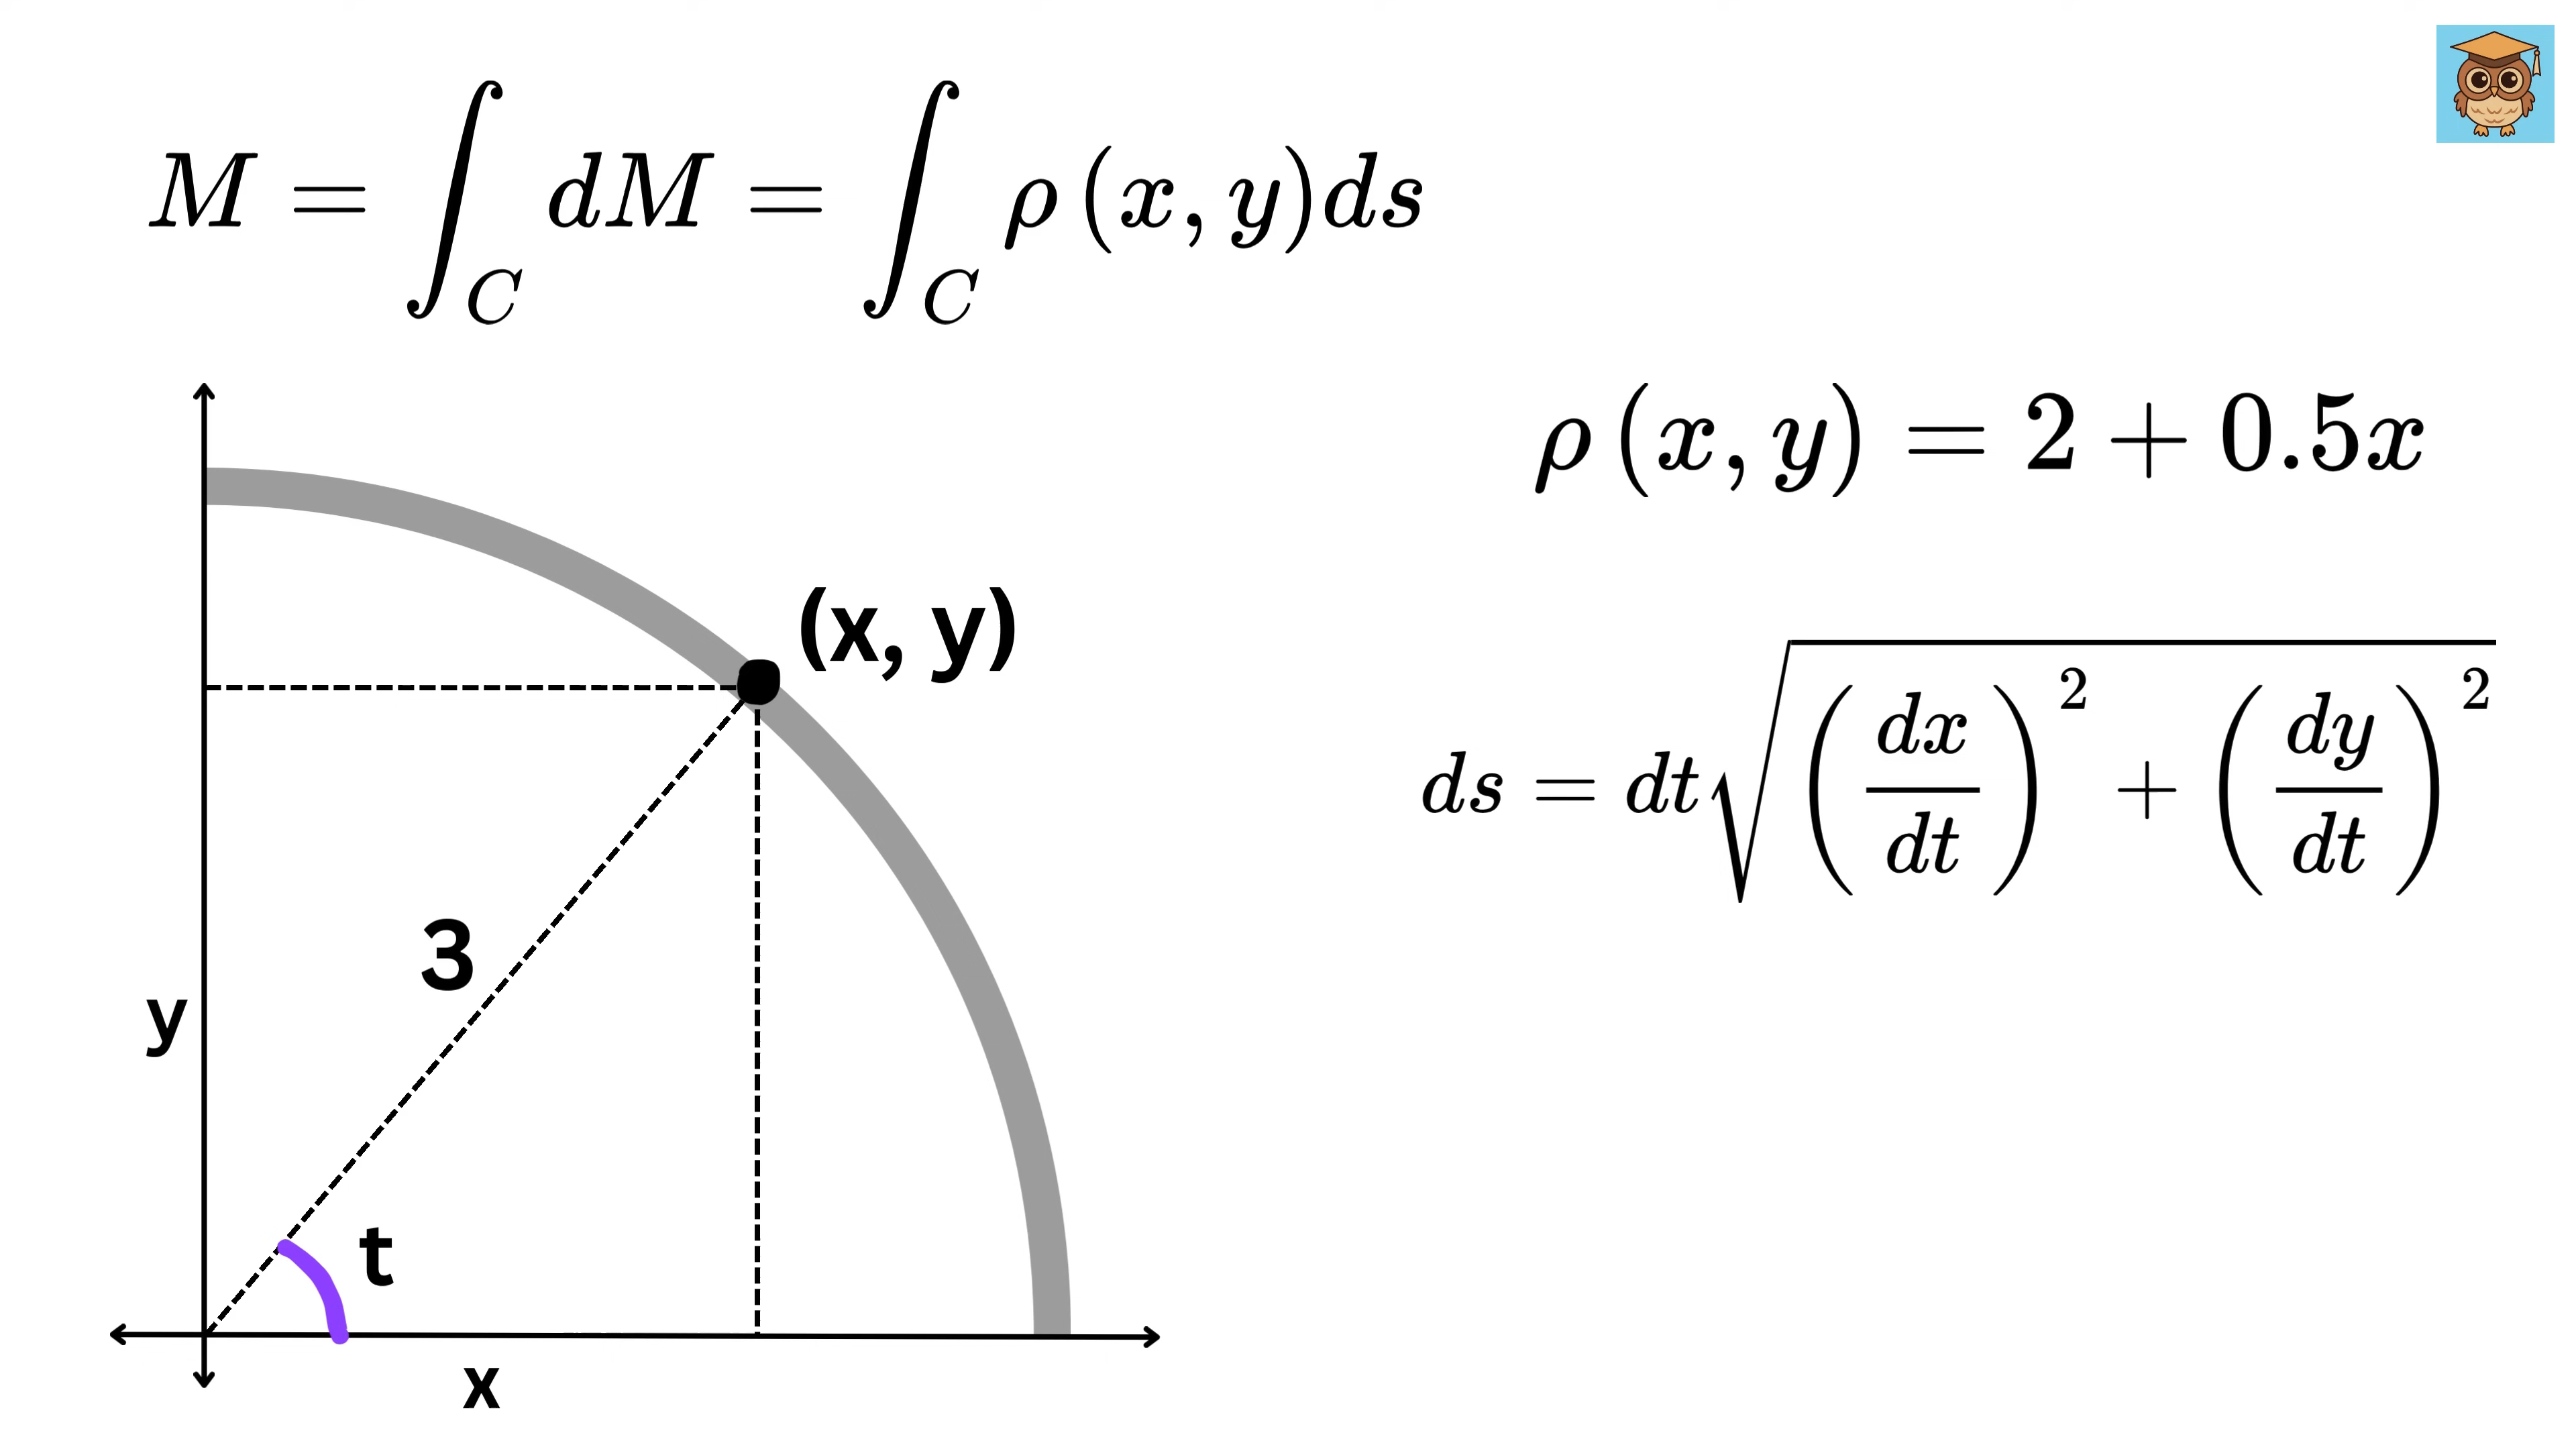 M = ∫_C dM = ∫_C ρ(x, y)ds
ρ(x, y) = 2 + 0.5x
(x, y)
ds = dt√((dx/dt)² + (dy/dt)²)
3
y
t
x